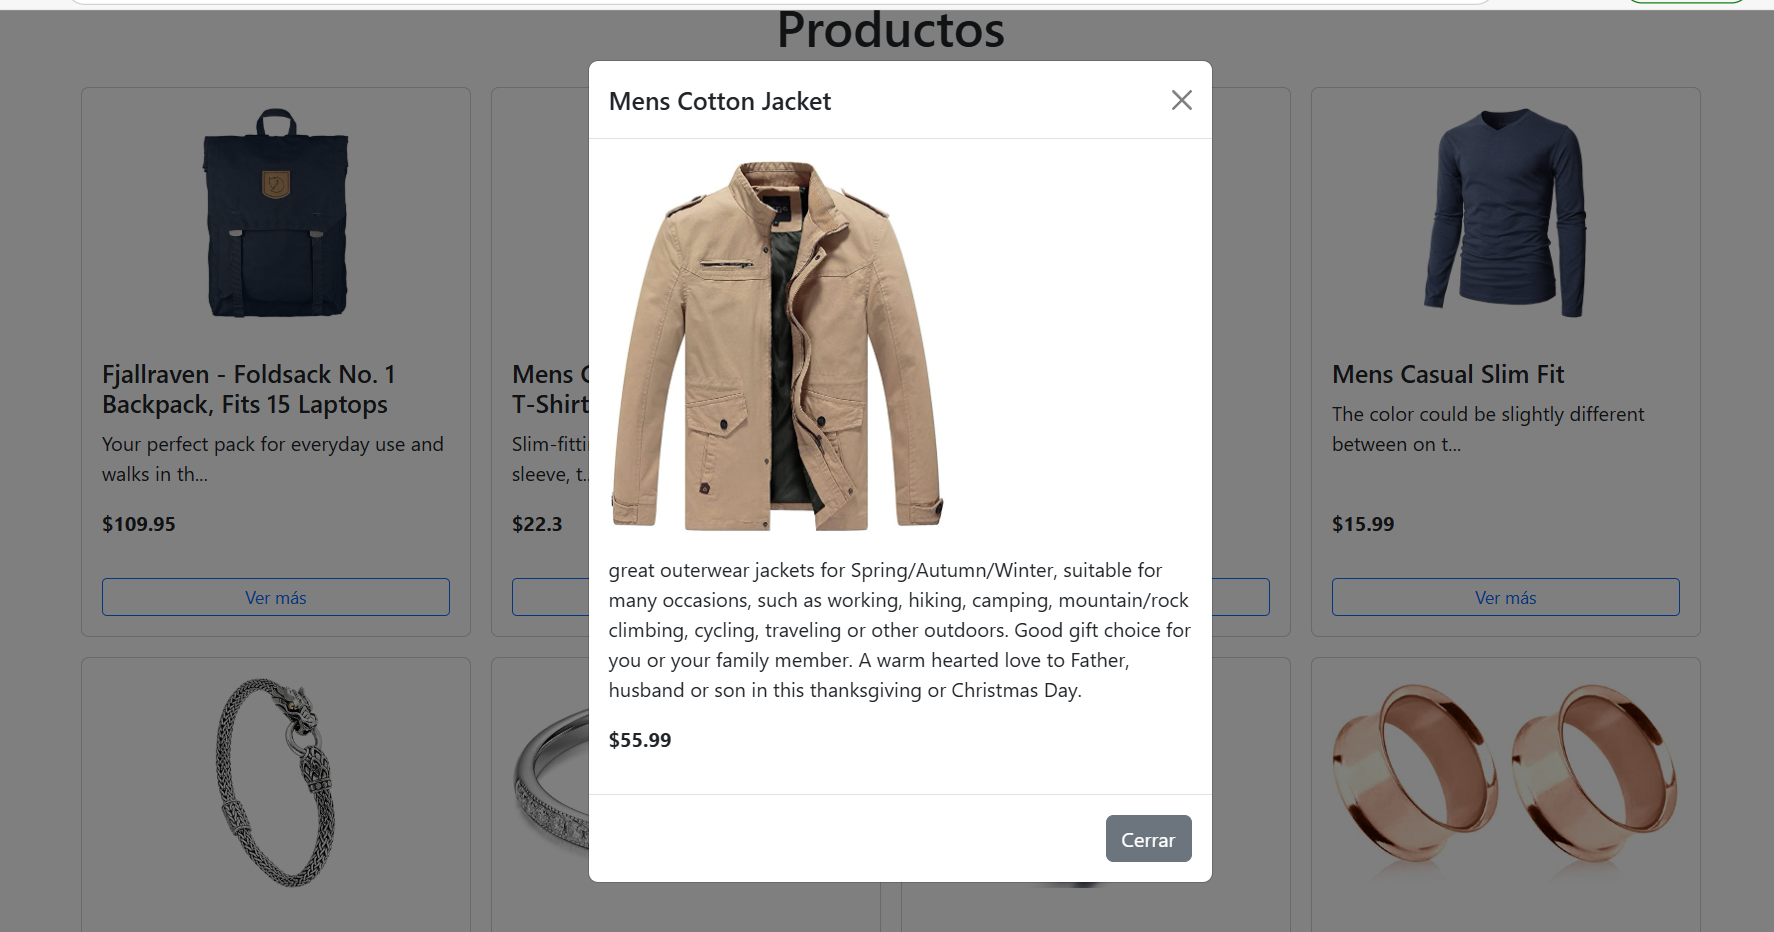 Productos
Mens Cotton Jacket
great outerwear jackets for Spring/Autumn/Winter, suitable for
many occasions, such as working, hiking, camping, mountain/rock
climbing, cycling, traveling or other outdoors. Good gift choice for
you or your family member. A warm hearted love to Father,
husband or son in this thanksgiving or Christmas Day.
$55.99
Cerrar
Fjallraven - Foldsack No. 1
Backpack, Fits 15 Laptops
Your perfect pack for everyday use and
walks in th...
$109.95
Ver más
Mens
T-Shirt
Slim-fitti
sleeve, t..
$22.3
Mens Casual Slim Fit
The color could be slightly different
between on t...
$15.99
Ver más